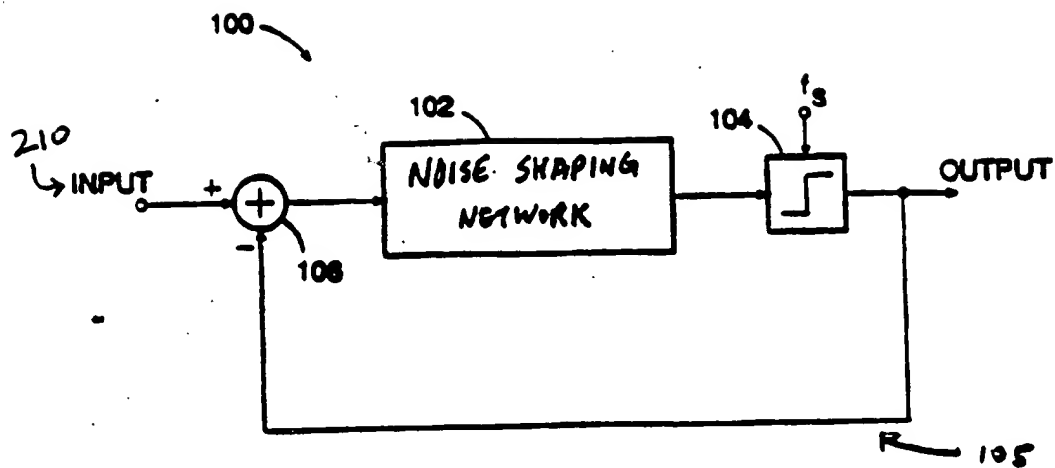 100
102
f
S
104
210
INPUT
+
NOISE SHAPING
NETWORK
OUTPUT
-
106
105